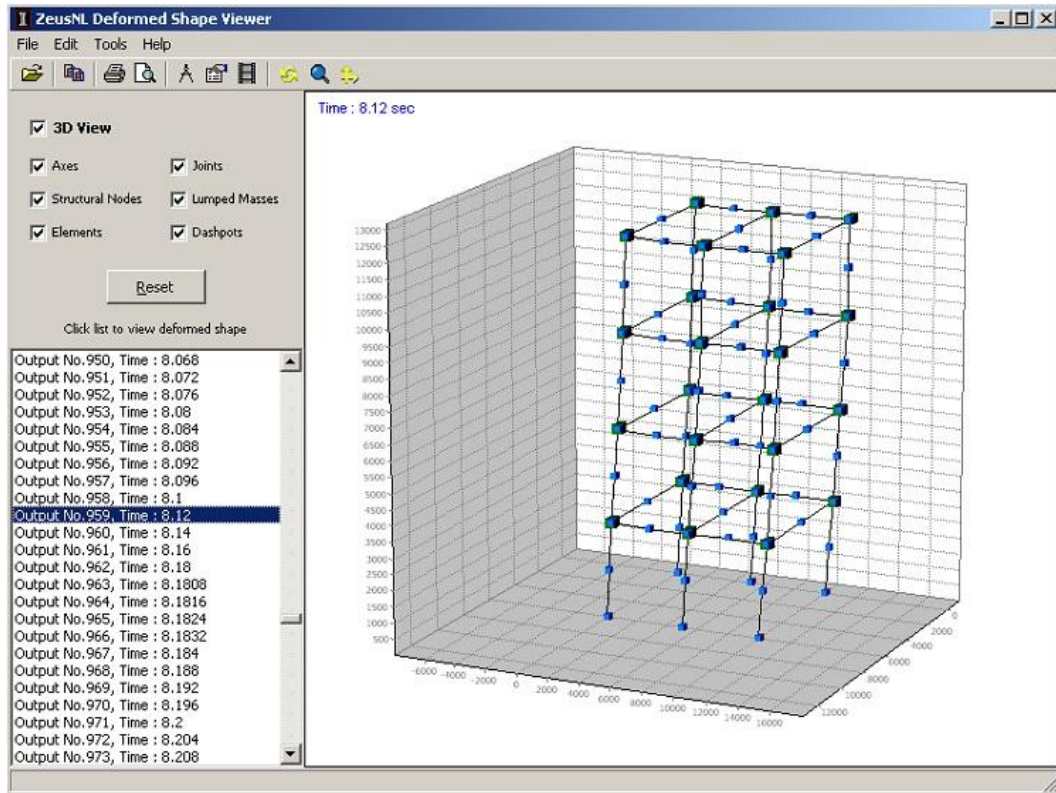 ZeusNL Deformed Shape Viewer
File Edit Tools Help
3D View
Axes Joints
Structural Nodes Lumped Masses
Elements Dashpots
Reset
Click list to view deformed shape
Output No.950, Time : 8.068
Output No.951, Time : 8.072
Output No.952, Time : 8.076
Output No.953, Time : 8.08
Output No.954, Time : 8.084
Output No.955, Time : 8.088
Output No.956, Time : 8.092
Output No.957, Time : 8.096
Output No.958, Time : 8.1
Output No.959, Time : 8.12
Output No.960, Time : 8.14
Output No.961, Time : 8.16
Output No.962, Time : 8.18
Output No.963, Time : 8.1808
Output No.964, Time : 8.1816
Output No.965, Time : 8.1824
Output No.966, Time : 8.1832
Output No.967, Time : 8.184
Output No.968, Time : 8.188
Output No.969, Time : 8.192
Output No.970, Time : 8.196
Output No.971, Time : 8.2
Output No.972, Time : 8.204
Output No.973, Time : 8.208
Time : 8.12 sec
13000
12500
12000
11500
11000
10500
10000
9500
9000
8500
8000
7500
7000
6500
6000
5500
5000
4500
4000
3500
3000
2500
2000
1500
1000
500
-6000 -4000 -2000 0 2000 4000 6000 8000 10000 12000 14000 16000
0
2000
4000
6000
8000
10000
12000